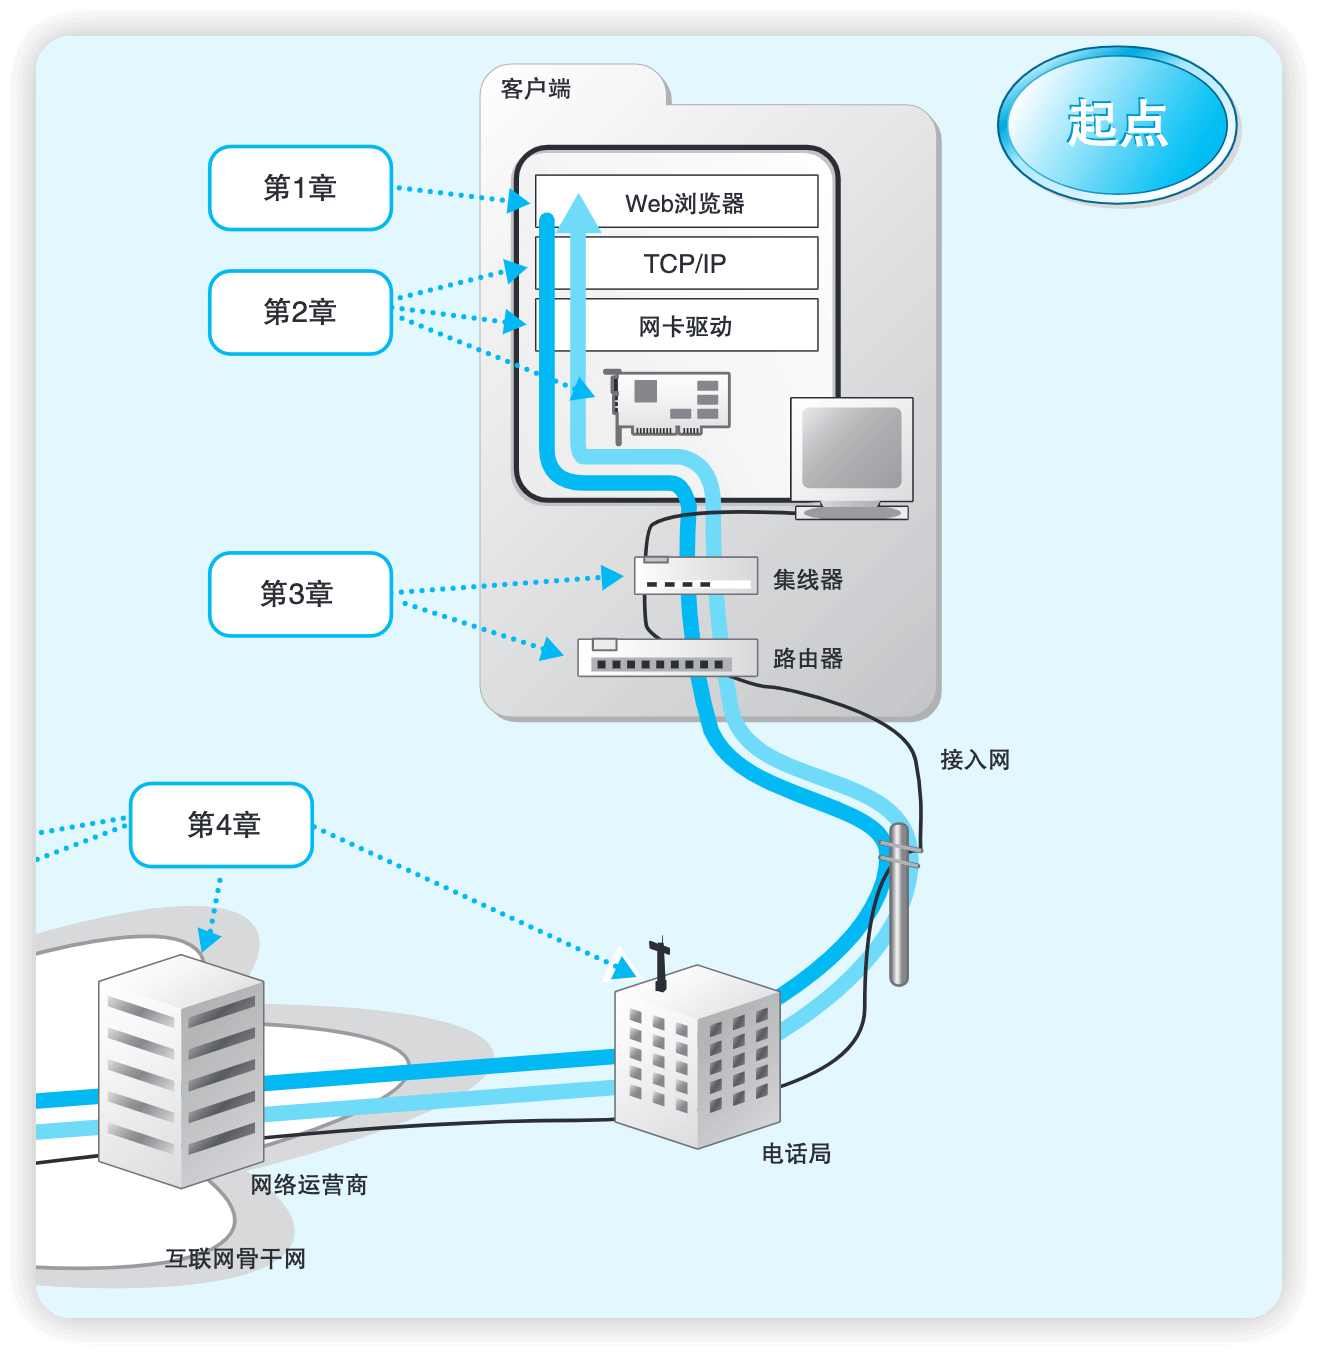 起点
客户端
第1章
Web浏览器
第2章
TCP/IP
网卡驱动
第3章
集线器
路由器
接入网
第4章
电话局
网络运营商
互联网骨干网